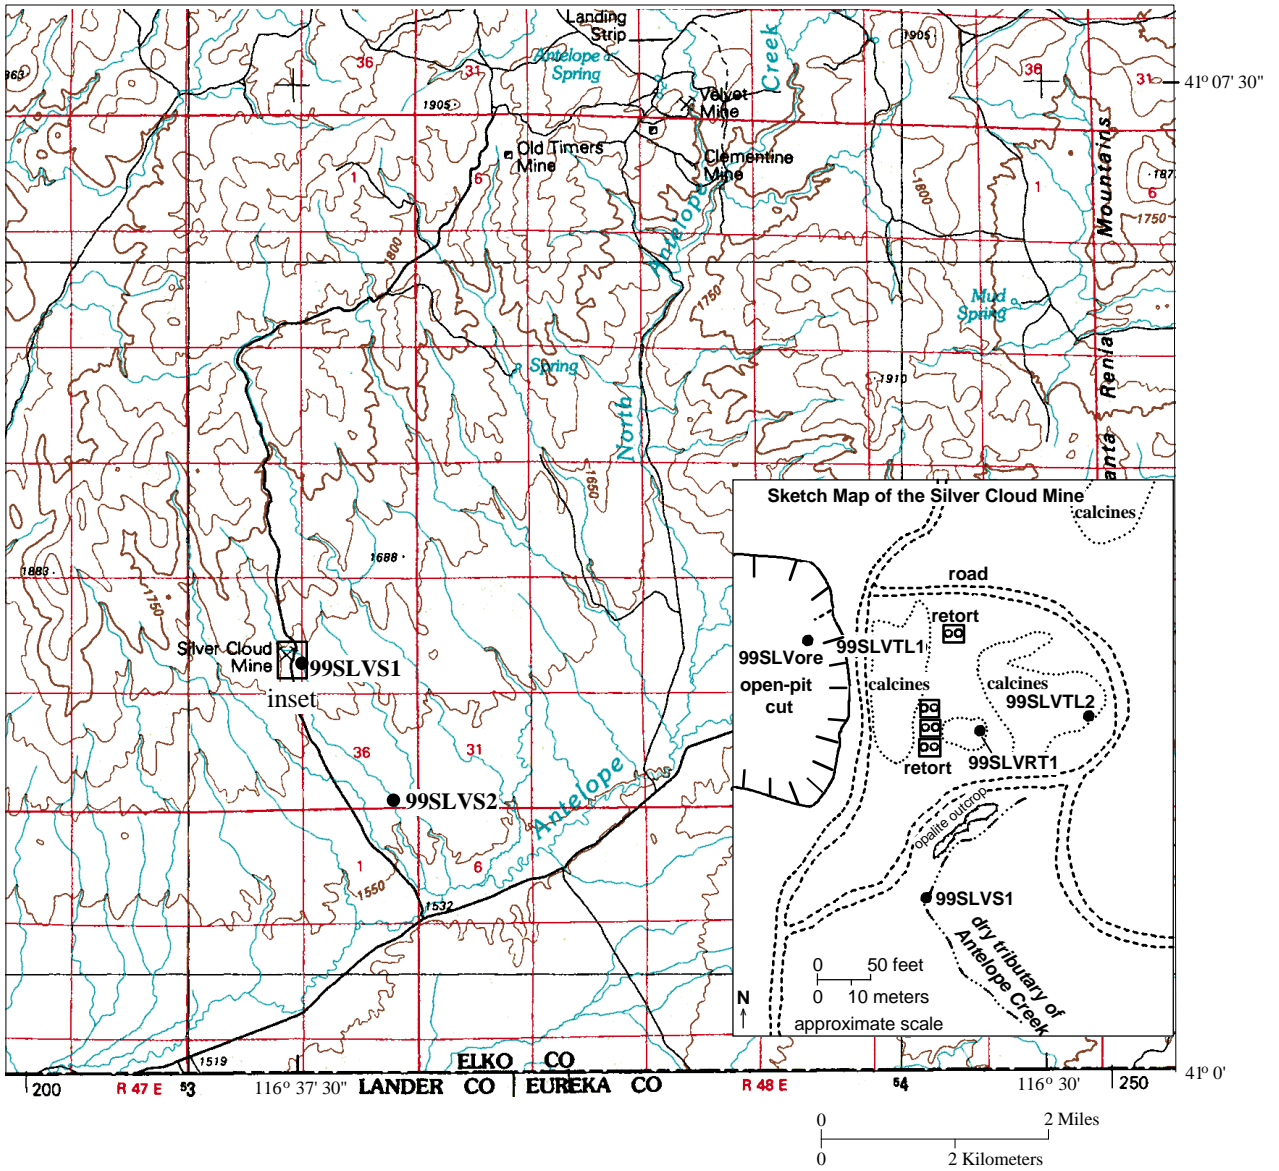 Landing
Strip
1905
36
31
Antelope
Spring
Creek
36
31
41° 07' 30"
863
1905
Velvet
Mine
Old Timers
Mine
Clementine
Mine
1
6
1
187
6
1800
1750
Antelope
1800
Mountains
1750
Mud
Spring
Spring
1910
Renia
North
anta
1650
1688
1883
1750
Silver Cloud
Mine
99SLVS1
inset
36
31
99SLVS2
Antelope
1
6
1550
1532
Sketch Map of the Silver Cloud Mine
calcines
road
retort
99SLVore
99SLVTL1
open-pit
cut
calcines
calcines
99SLVTL2
99SLVRT1
retort
opalite outcrop
99SLVS1
dry tributary of
Antelope Creek
0 50 feet
0 10 meters
approximate scale
N
1519
ELKO CO
200
R 47 E
53
116° 37' 30"
LANDER CO
EUREKA CO
R 48 E
54
116° 30'
250
41° 0'
0 2 Miles
0 2 Kilometers